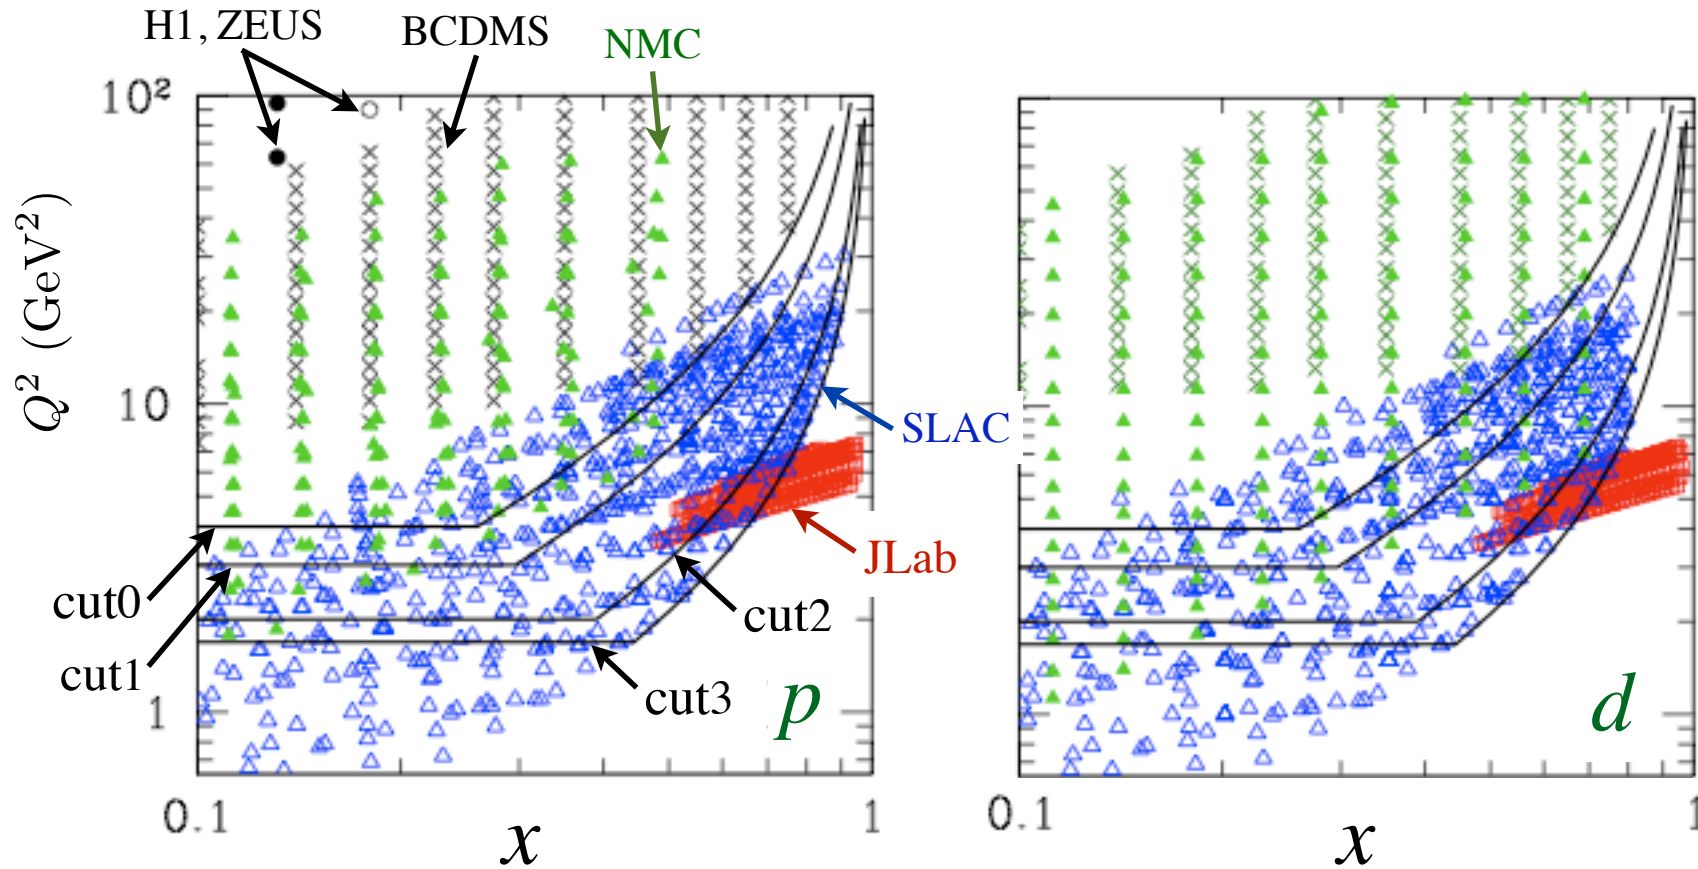 H1, ZEUS
BCDMS
NMC
10²
10
1
Q² (GeV²)
SLAC
JLab
cut0
cut1
cut2
cut3
p
d
0.1
1
0.1
1
x
x